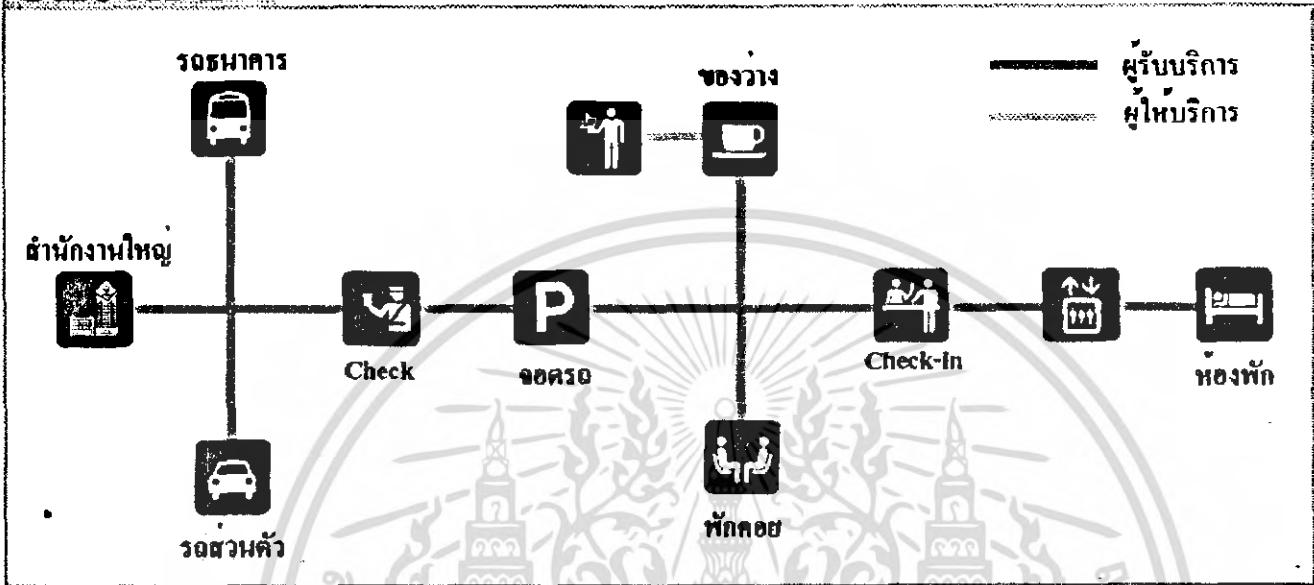 รถธนาคาร
ของว่าง
ผู้รับบริการ
ผู้ให้บริการ
สำนักงานใหญ่
P
Check
จอดรถ
Check-in
ห้องพัก
พักคอย
รถส่วนตัว